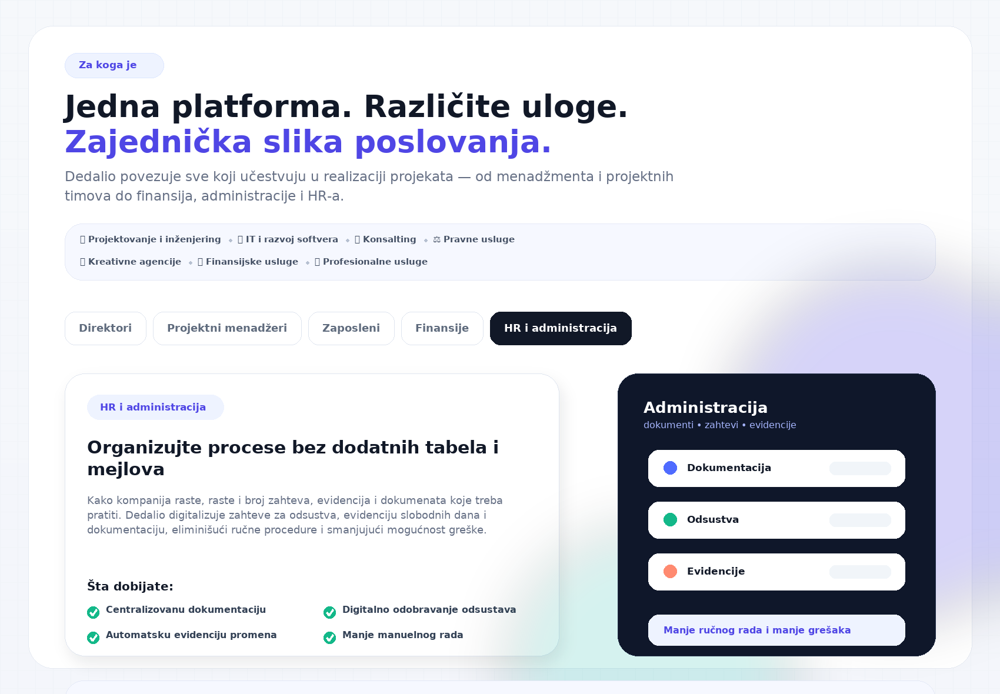 Za koga je
Jedna platforma. Različite uloge.
Zajednička slika poslovanja.
Dedalio povezuje sve koji učestvuju u realizaciji projekata — od menadžmenta i projektnih
timova do finansija, administracije i HR-a.
Projektovanje i inženjering ⬥ IT i razvoj softvera ⬥ Konsalting ⬥ ⚖ Pravne usluge
Kreativne agencije ⬥ Finansijske usluge ⬥ Profesionalne usluge
Direktori Projektni menadžeri Zaposleni Finansije HR i administracija
HR i administracija
Organizujte procese bez dodatnih tabela i
mejlova
Kako kompanija raste, raste i broj zahteva, evidencija i dokumenata koje treba
pratiti. Dedalio digitalizuje zahteve za odsustva, evidenciju slobodnih dana i
dokumentaciju, eliminišući ručne procedure i smanjujući mogućnost greške.
Šta dobijate:
Centralizovanu dokumentaciju Digitalno odobravanje odsustava
Automatsku evidenciju promena Manje manuelnog rada
Administracija
dokumenti • zahtevi • evidencije
Dokumentacija
Odsustva
Evidencije
Manje ručnog rada i manje grešaka